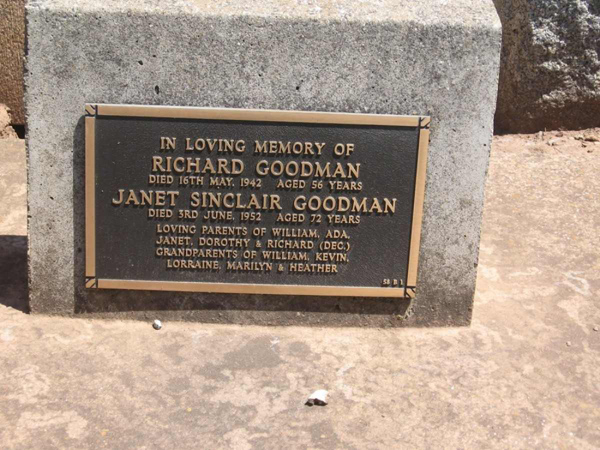 IN LOVING MEMORY OF
RICHARD GOODMAN
DIED 16TH MAY, 1942 AGED 56 YEARS
JANET SINCLAIR GOODMAN
DIED 3RD JUNE, 1952 AGED 72 YEARS
LOVING PARENTS OF WILLIAM, ADA,
JANET, DOROTHY & RICHARD (DEC.)
GRANDPARENTS OF WILLIAM, KEVIN,
LORRAINE, MARILYN & HEATHER
58 B 1